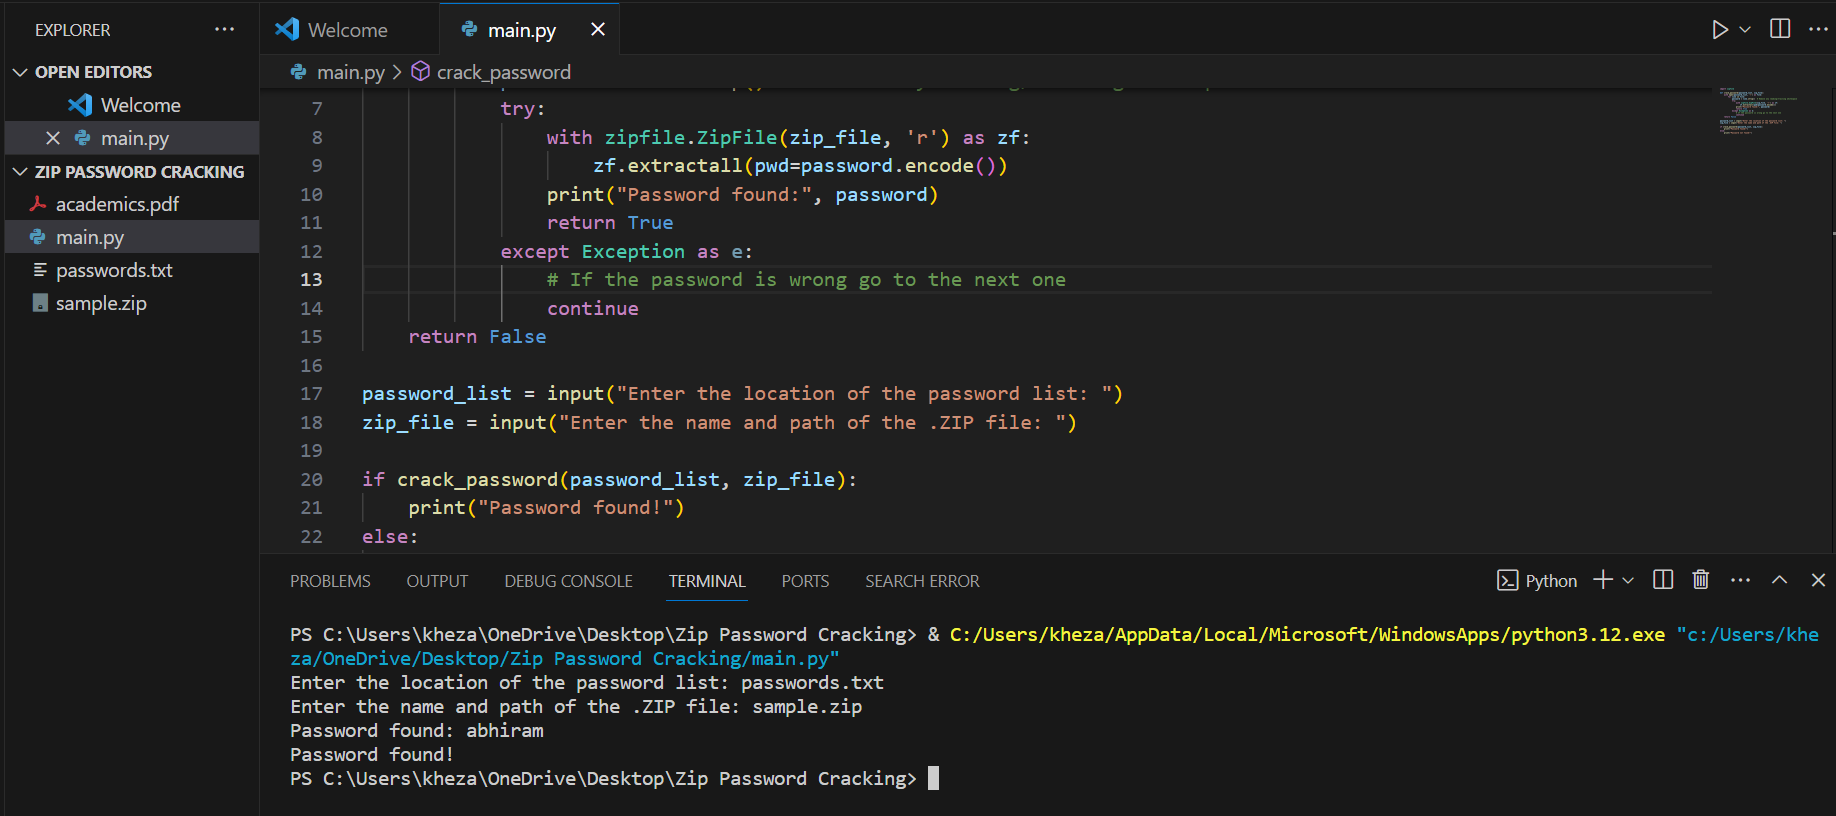 EXPLORER
Welcome
main.py
OPEN EDITORS
Welcome
main.py
ZIP PASSWORD CRACKING
academics.pdf
main.py
passwords.txt
sample.zip
main.py > crack_password
7 try:
8 with zipfile.ZipFile(zip_file, 'r') as zf:
9 zf.extractall(pwd=password.encode())
10 print("Password found:", password)
11 return True
12 except Exception as e:
13 # If the password is wrong go to the next one
14 continue
15 return False
16
17 password_list = input("Enter the location of the password list: ")
18 zip_file = input("Enter the name and path of the .ZIP file: ")
19
20 if crack_password(password_list, zip_file):
21 print("Password found!")
22 else:
PROBLEMS OUTPUT DEBUG CONSOLE TERMINAL PORTS SEARCH ERROR
Python
PS C:\Users\kheza\OneDrive\Desktop\Zip Password Cracking> & C:/Users/kheza/AppData/Local/Microsoft/WindowsApps/python3.12.exe "c:/Users/khe
za/OneDrive/Desktop/Zip Password Cracking/main.py"
Enter the location of the password list: passwords.txt
Enter the name and path of the .ZIP file: sample.zip
Password found: abhiram
Password found!
PS C:\Users\kheza\OneDrive\Desktop\Zip Password Cracking>